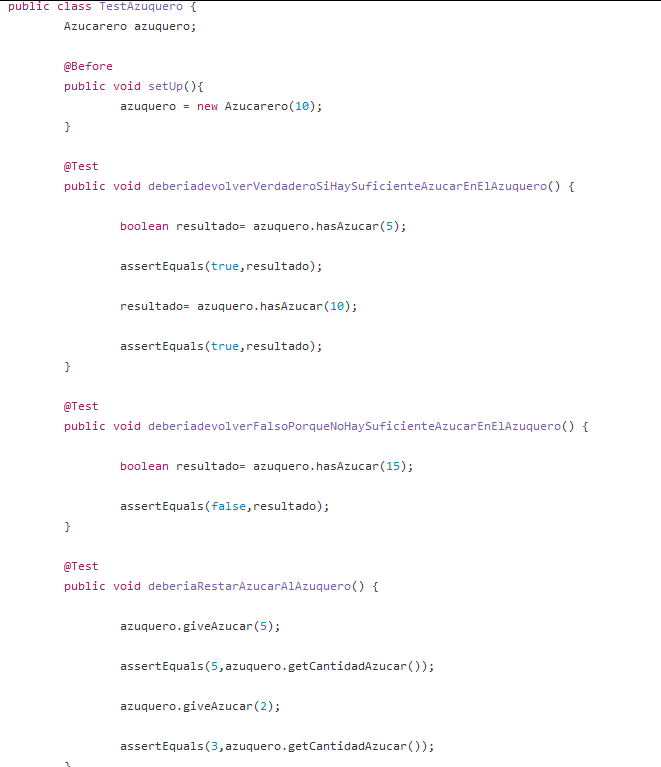 public class TestAzuquero {
Azucarero azuquero;
@Before
public void setUp(){
azuquero = new Azucarero(10);
}
@Test
public void deberiadevolverVerdaderoSiHaySuficienteAzucarEnElAzuquero() {
boolean resultado= azuquero.hasAzucar(5);
assertEquals(true,resultado);
resultado= azuquero.hasAzucar(10);
assertEquals(true,resultado);
}
@Test
public void deberiadevolverFalsoPorqueNoHaySuficienteAzucarEnElAzuquero() {
boolean resultado= azuquero.hasAzucar(15);
assertEquals(false,resultado);
}
@Test
public void deberiaRestarAzucarAlAzuquero() {
azuquero.giveAzucar(5);
assertEquals(5,azuquero.getCantidadAzucar());
azuquero.giveAzucar(2);
assertEquals(3,azuquero.getCantidadAzucar());
}